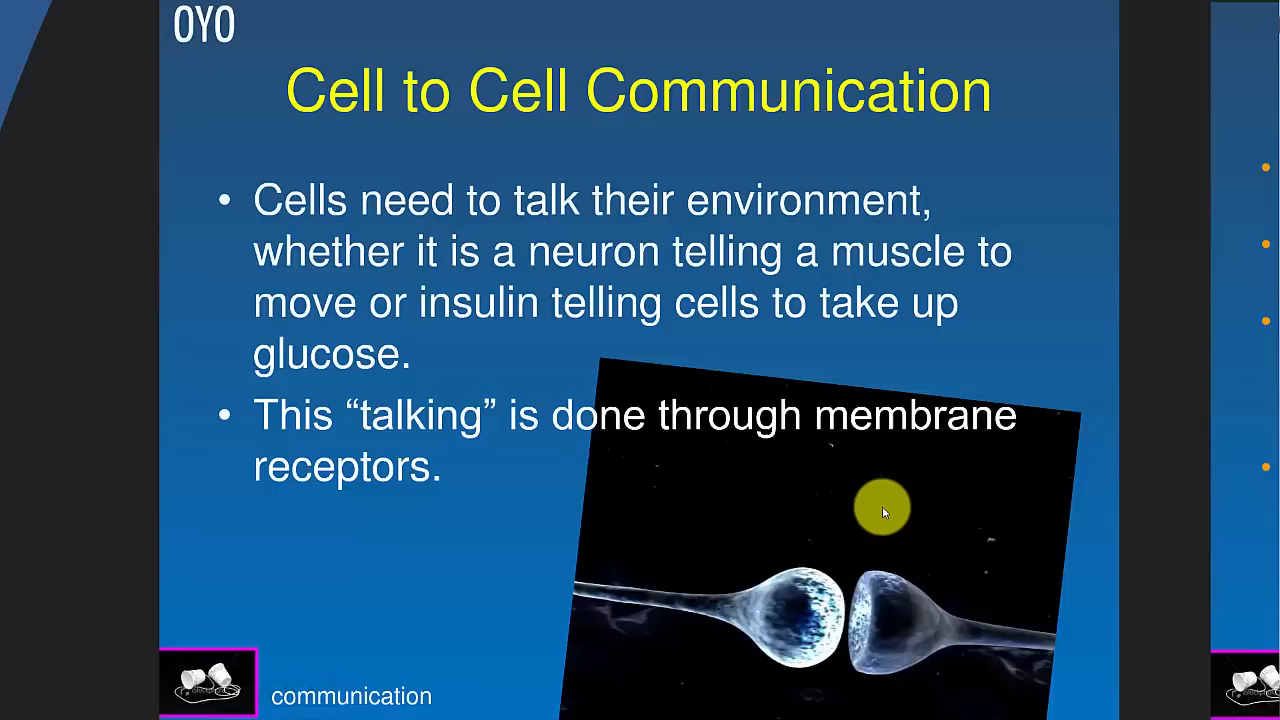 OYO
Cell to Cell Communication
• Cells need to talk their environment,
whether it is a neuron telling a muscle to
move or insulin telling cells to take up
glucose.
• This “talking” is done through membrane
receptors.
communication